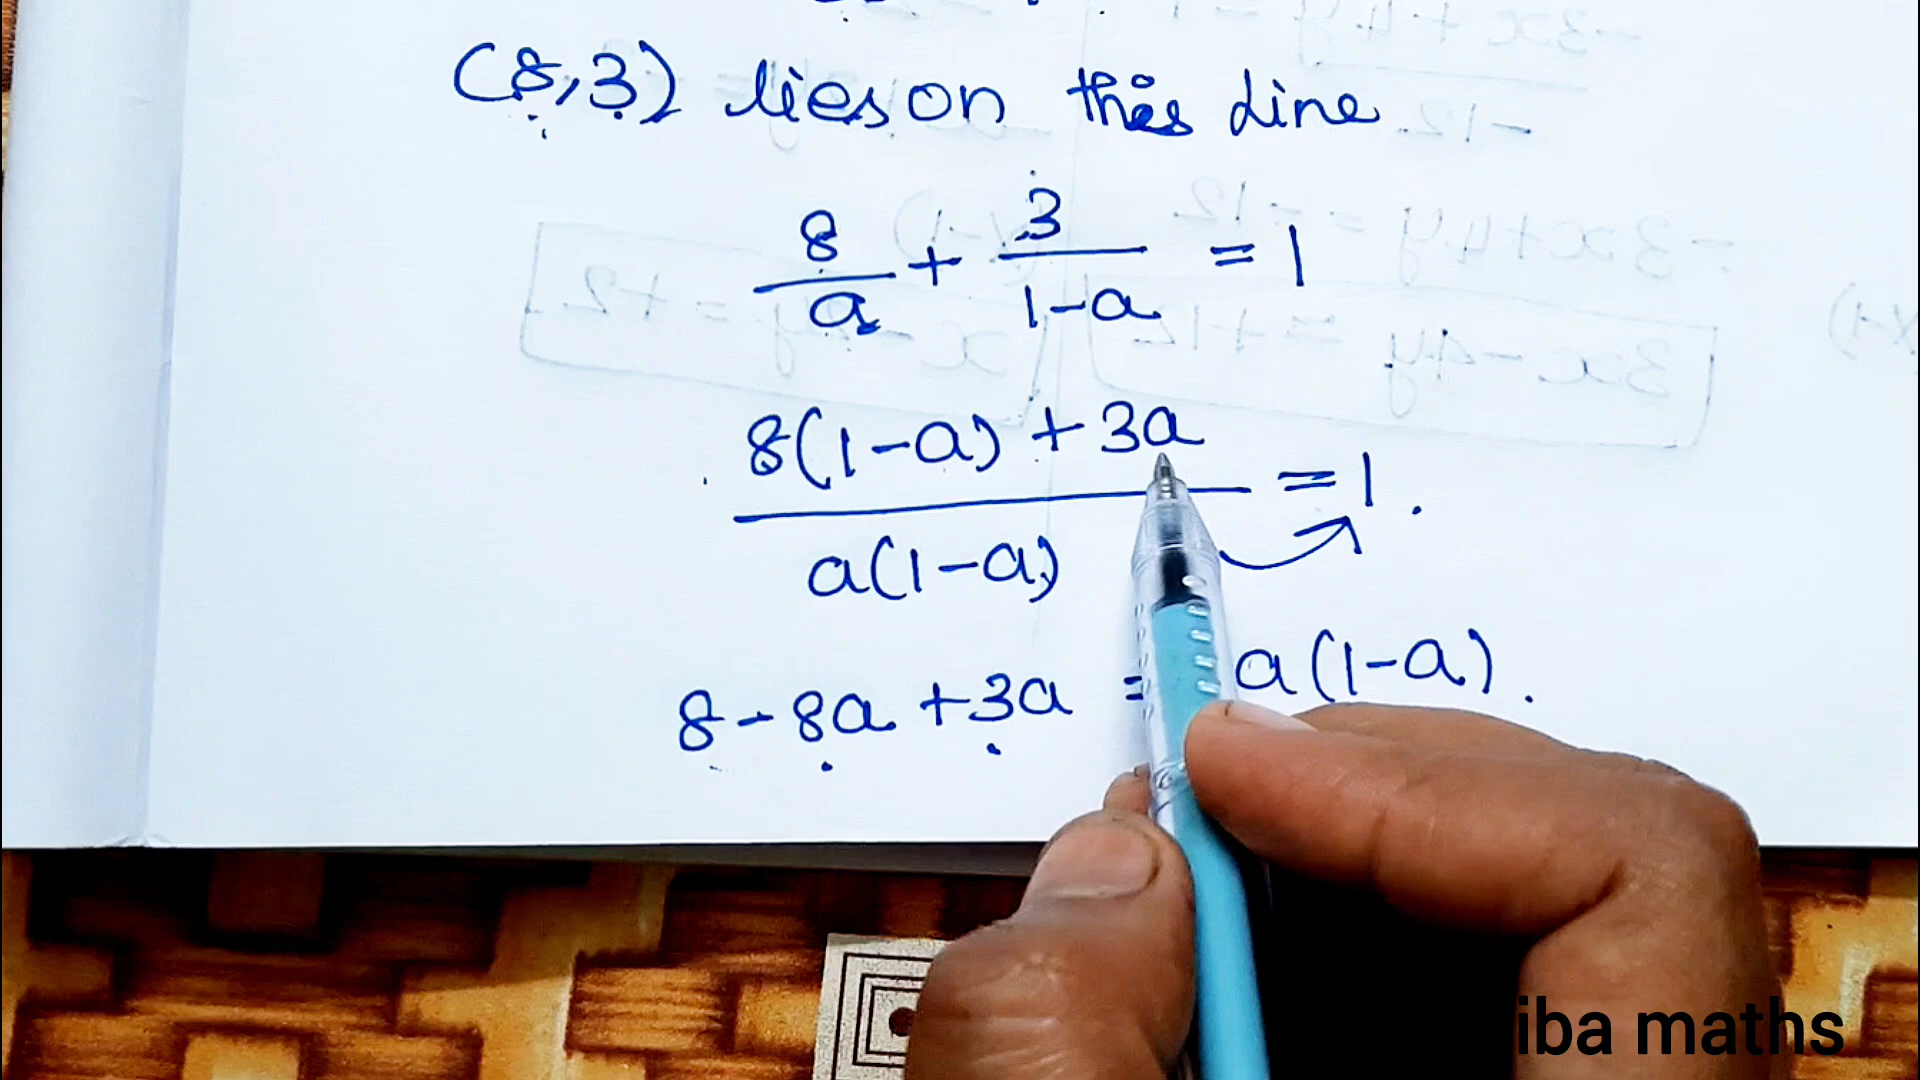 (8,3) lies on this line
8/a + 3/1-a = 1
8(1-a) + 3a / a(1-a) = 1.
8 - 8a + 3a = a(1-a).
iba maths